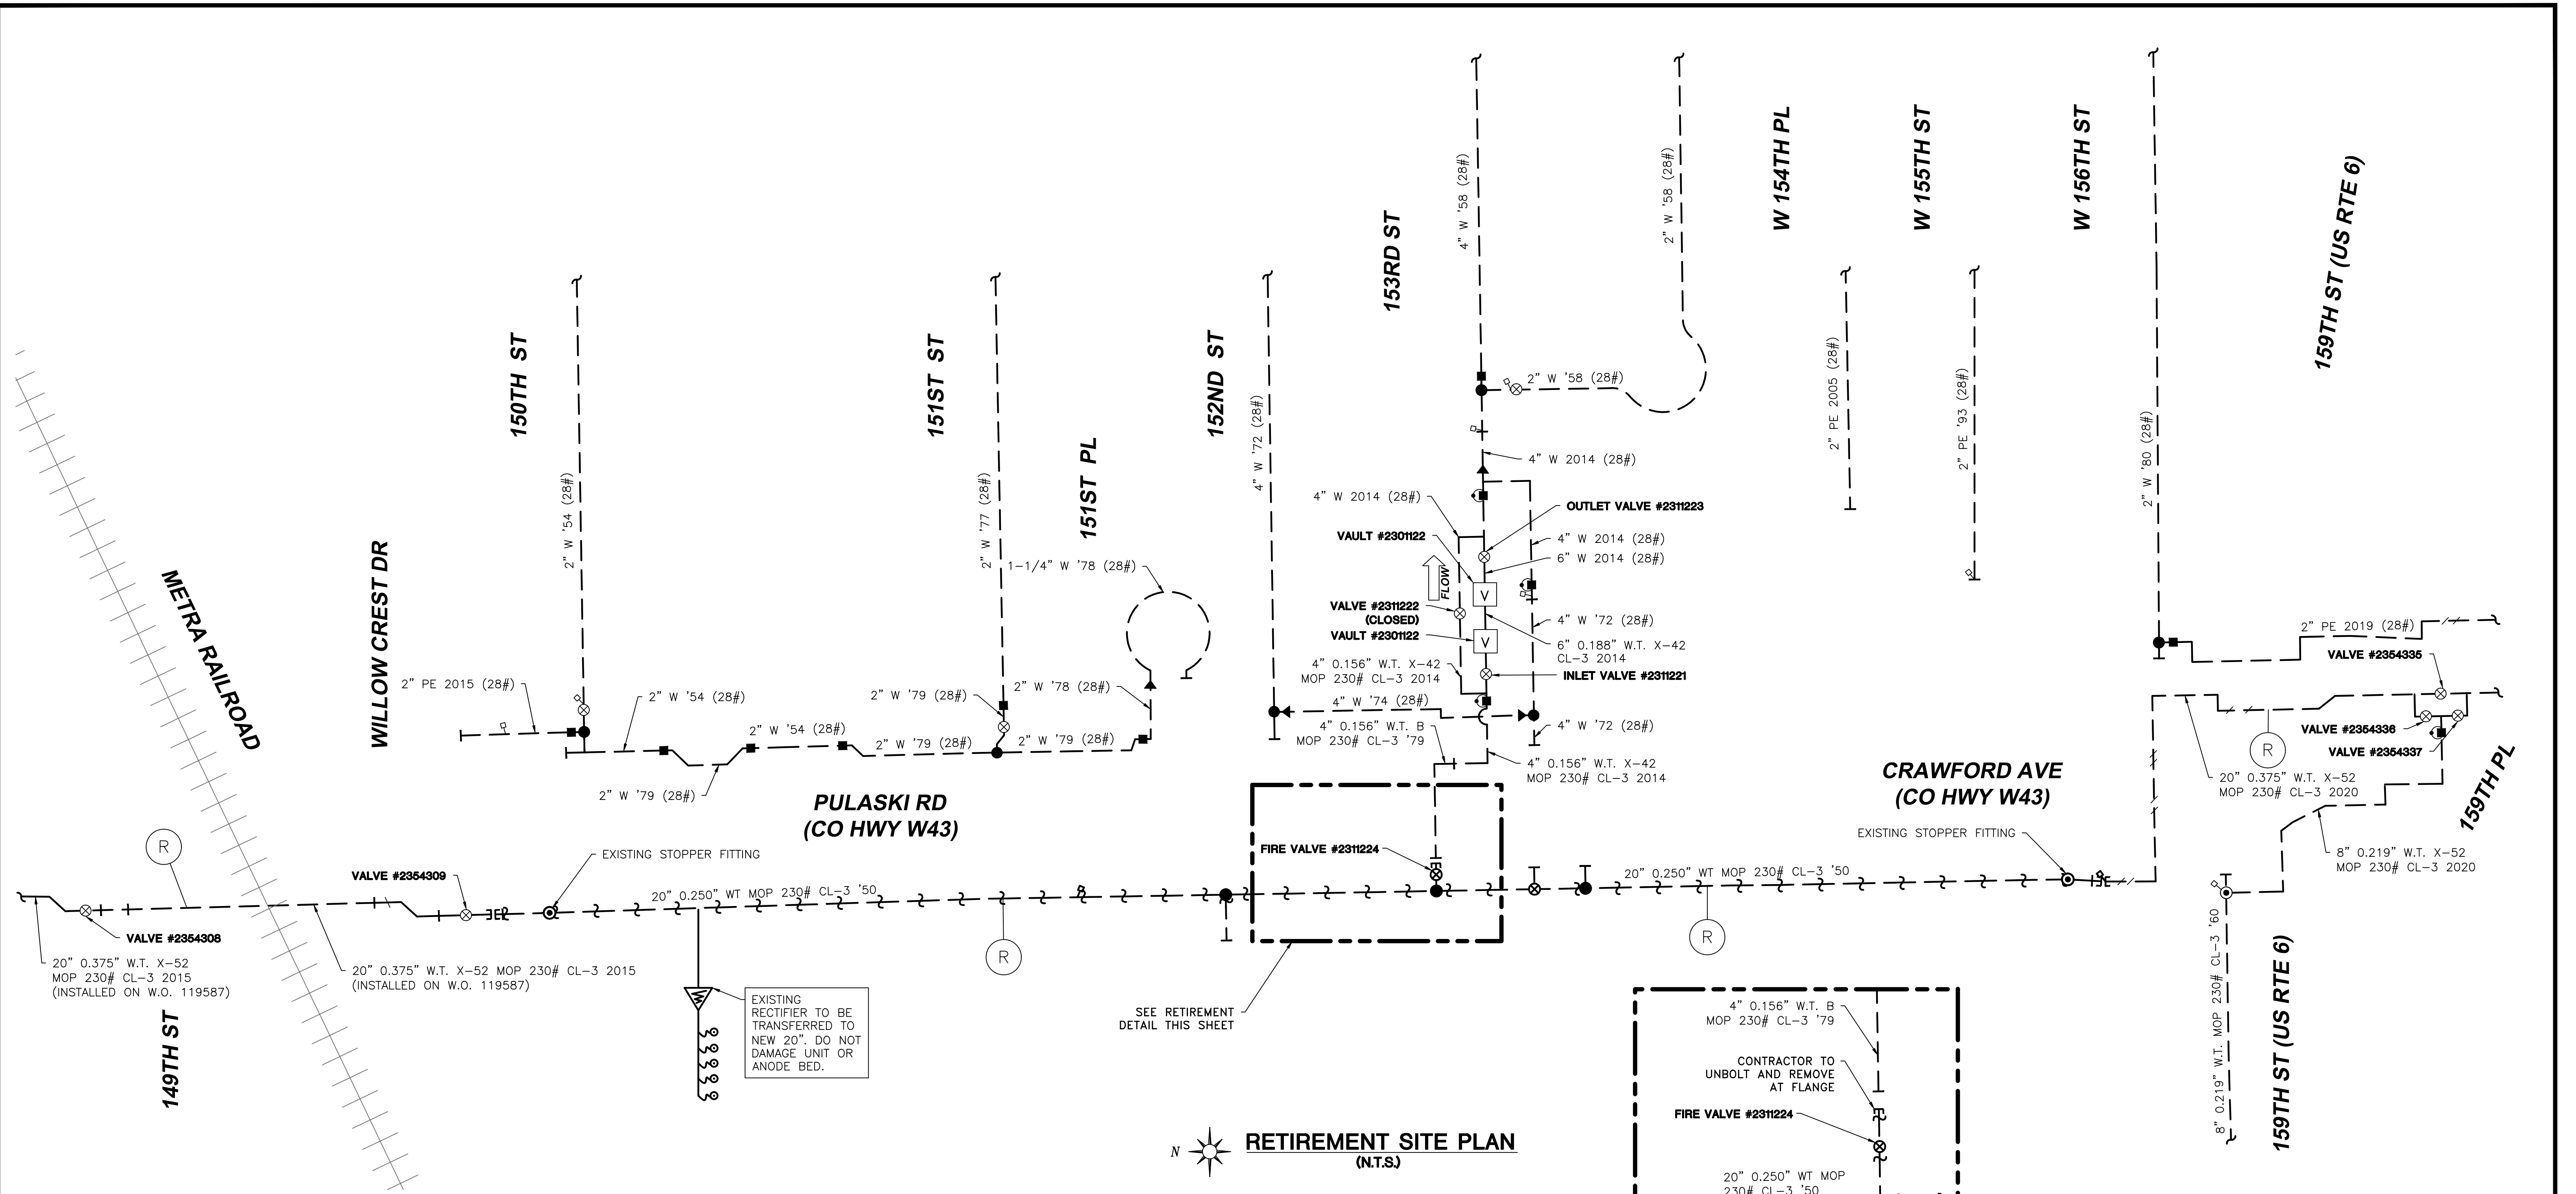 150TH ST
151ST ST
151ST PL
152ND ST
153RD ST
W 154TH PL
W 155TH ST
W 156TH ST
159TH ST (US RTE 6)
METRA RAILROAD
WILLOW CREST DR
2" W '54 (28#)
2" W '77 (28#)
4" W '72 (28#)
4" W '58 (28#)
2" W '58 (28#)
2" W '58 (28#)
2" PE 2005 (28#)
2" PE '93 (28#)
2" W '80 (28#)
4" W 2014 (28#)
4" W 2014 (28#)
OUTLET VALVE #2311223
VAULT #2301122
4" W 2014 (28#)
6" W 2014 (28#)
FLOW
V
VALVE #2311222
(CLOSED)
4" W '72 (28#)
VAULT #2301122
V
6" 0.188" W.T. X-42
CL-3 2014
4" 0.156" W.T. X-42
MOP 230# CL-3 2014
INLET VALVE #2311221
4" W '74 (28#)
4" 0.156" W.T. B
MOP 230# CL-3 '79
4" W '72 (28#)
4" 0.156" W.T. X-42
MOP 230# CL-3 2014
1-1/4" W '78 (28#)
2" PE 2015 (28#)
2" W '54 (28#)
2" W '79 (28#)
2" W '78 (28#)
2" W '54 (28#)
2" W '79 (28#)
2" W '79 (28#)
2" W '79 (28#)
2" PE 2019 (28#)
VALVE #2354335
VALVE #2354336
VALVE #2354337
R
20" 0.375" W.T. X-52
MOP 230# CL-3 2020
159TH PL
8" 0.219" W.T. X-52
MOP 230# CL-3 2020
PULASKI RD
(CO HWY W43)
CRAWFORD AVE
(CO HWY W43)
EXISTING STOPPER FITTING
R
VALVE #2354309
EXISTING STOPPER FITTING
20" 0.250" WT MOP 230# CL-3 '50
FIRE VALVE #2311224
20" 0.250" WT MOP 230# CL-3 '50
VALVE #2354308
20" 0.375" W.T. X-52
MOP 230# CL-3 2015
(INSTALLED ON W.O. 119587)
20" 0.375" W.T. X-52 MOP 230# CL-3 2015
(INSTALLED ON W.O. 119587)
R
R
149TH ST
EXISTING
RECTIFIER TO BE
TRANSFERRED TO
NEW 20". DO NOT
DAMAGE UNIT OR
ANODE BED.
SEE RETIREMENT
DETAIL THIS SHEET
8" 0.219" W.T. MOP 230# CL-3 '60
159TH ST (US RTE 6)
4" 0.156" W.T. B
MOP 230# CL-3 '79
CONTRACTOR TO
UNBOLT AND REMOVE
AT FLANGE
FIRE VALVE #2311224
20" 0.250" WT MOP
230# CL-3 '50
N
RETIREMENT SITE PLAN
(N.T.S.)